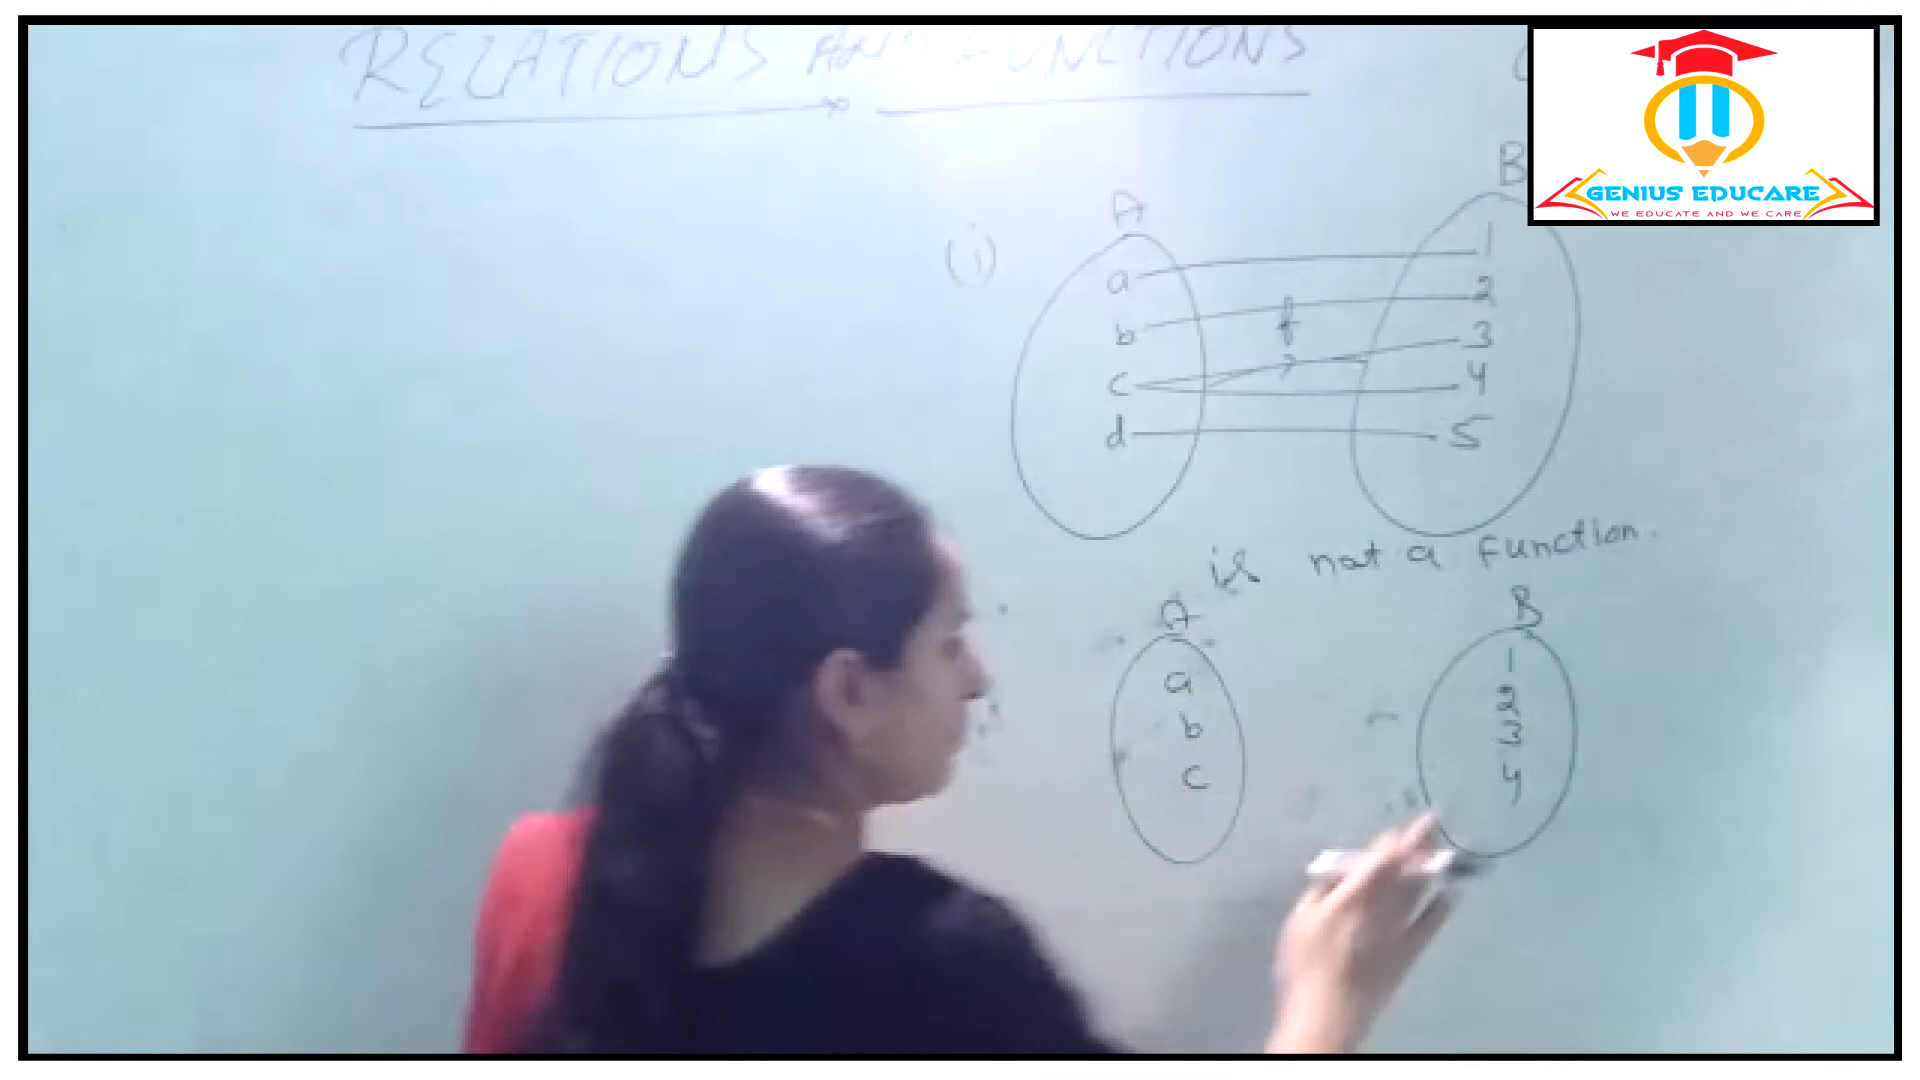 RELATIONS AND FUNCTIONS
GENIUS EDUCARE
WE EDUCATE AND WE CARE
(i)
A B
a 1
b f 2
c 3
4
d 5
is not a function.
A B
a 1
b 2
c 3
4